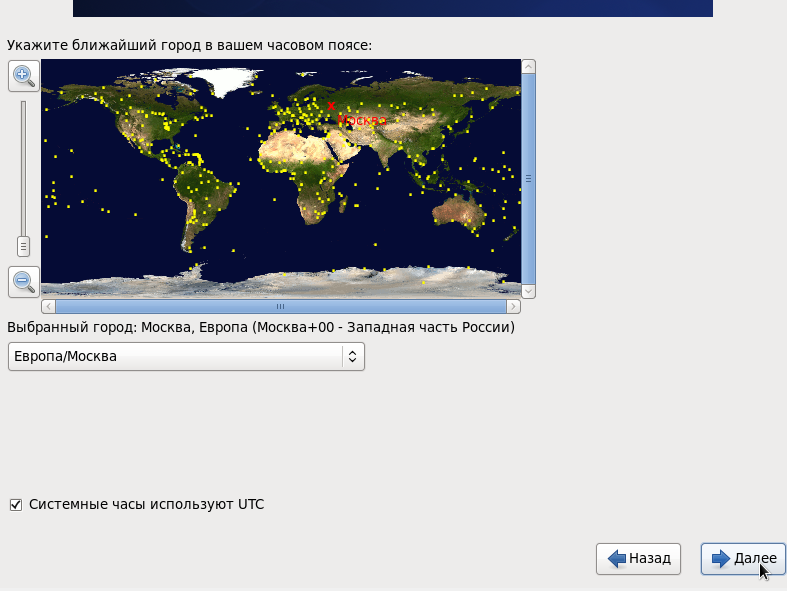 Укажите ближайший город в вашем часовом поясе:
Москва
Выбранный город: Москва, Европа (Москва+00 - Западная часть России)
Европа/Москва
Системные часы используют UTC
Назад
Далее